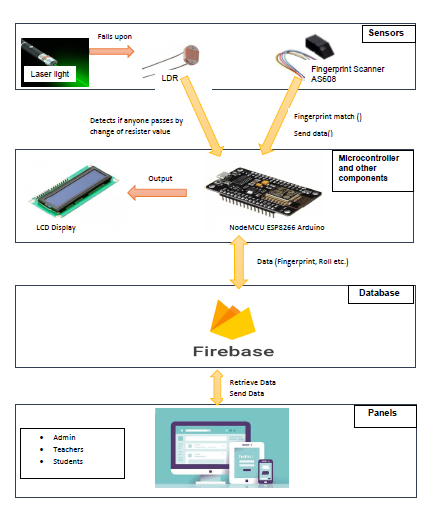 Sensors
Falls upon
Laser light
LDR
Fingerprint Scanner
AS608
Detects if anyone passes by
change of resister value
Fingerprint match ()
Send data()
Microcontroller
and other
components
Output
LCD Display
NodeMCU ESP8266 Arduino
Data (Fingerprint, Roll etc.)
Database
Firebase
Retrieve Data
Send Data
Panels
• Admin
• Teachers
• Students